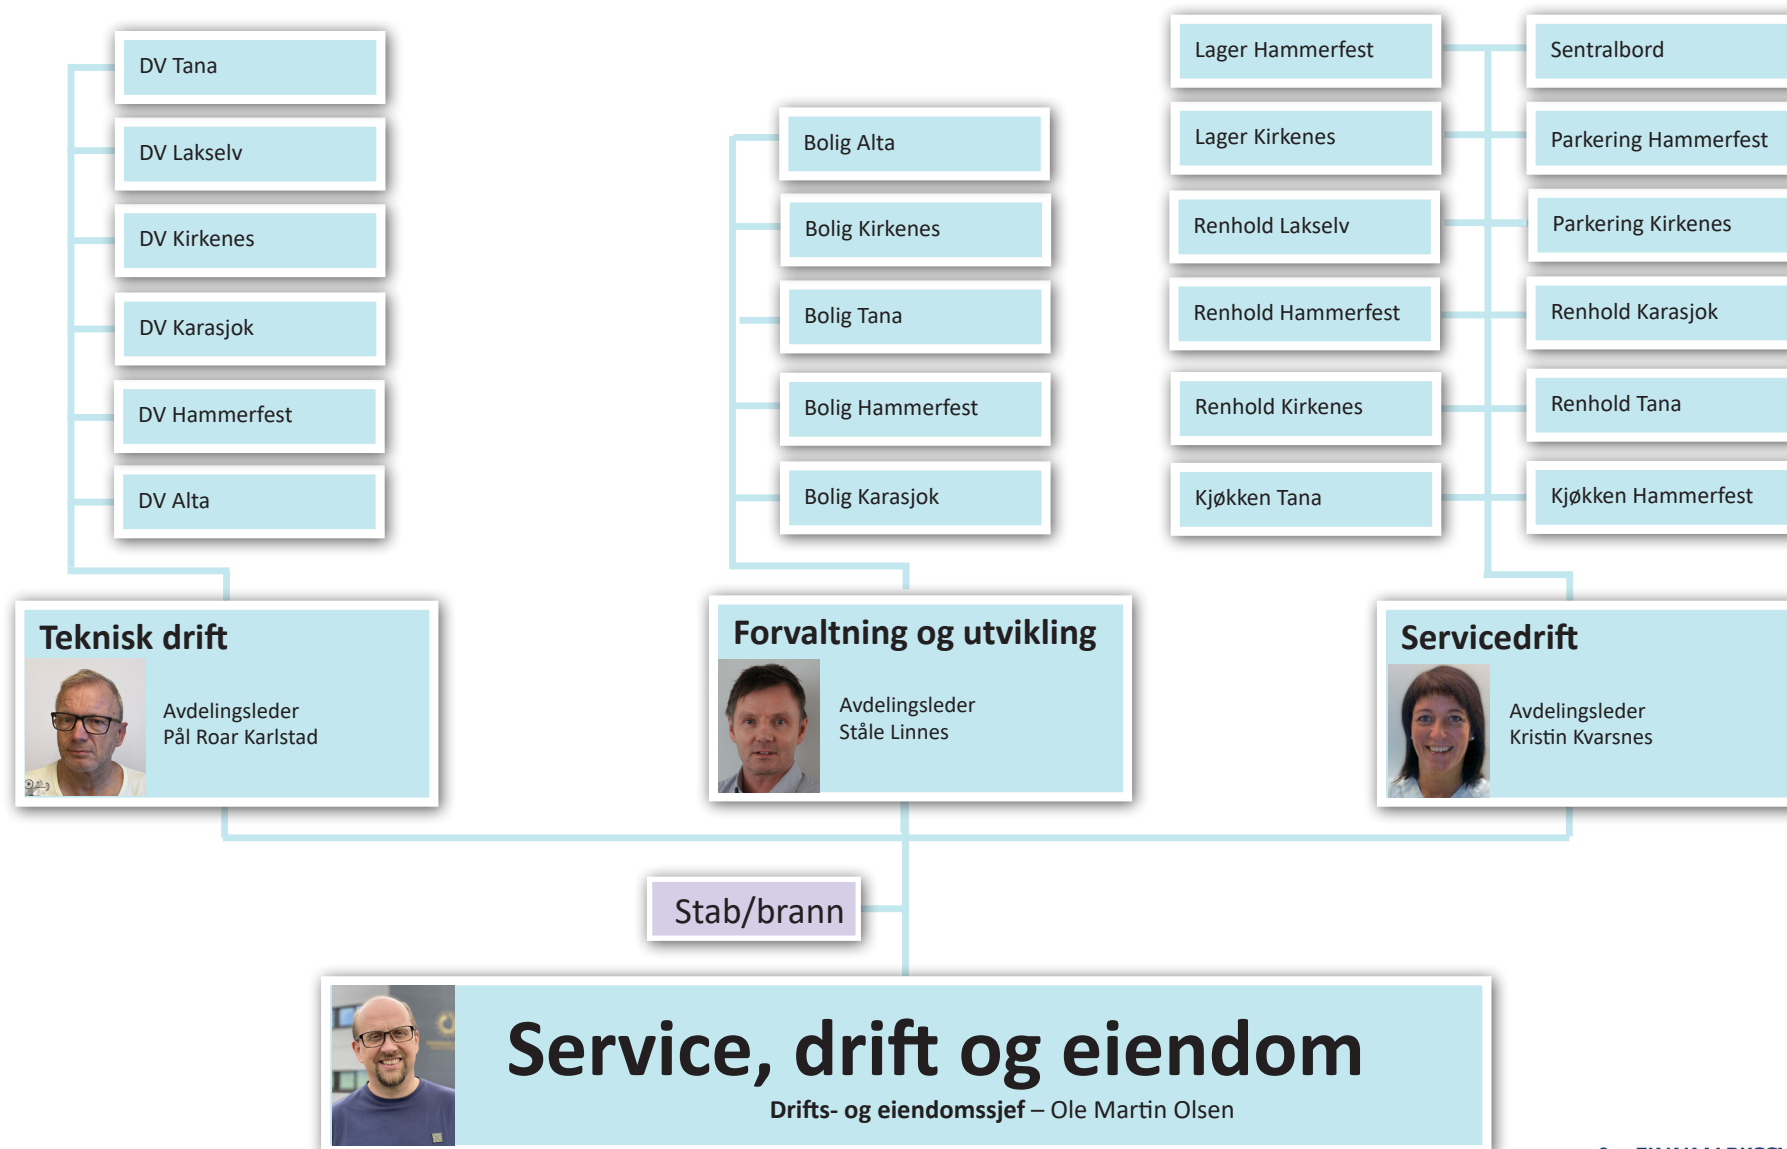 DV Tana
DV Lakselv
DV Kirkenes
DV Karasjok
DV Hammerfest
DV Alta
Bolig Alta
Bolig Kirkenes
Bolig Tana
Bolig Hammerfest
Bolig Karasjok
Lager Hammerfest
Lager Kirkenes
Renhold Lakselv
Renhold Hammerfest
Renhold Kirkenes
Kjøkken Tana
Sentralbord
Parkering Hammerfest
Parkering Kirkenes
Renhold Karasjok
Renhold Tana
Kjøkken Hammerfest
Teknisk drift
Avdelingsleder
Pål Roar Karlstad
Forvaltning og utvikling
Avdelingsleder
Ståle Linnes
Servicedrift
Avdelingsleder
Kristin Kvarsnes
Stab/brann
Service, drift og eiendom
Drifts- og eiendomssjef – Ole Martin Olsen